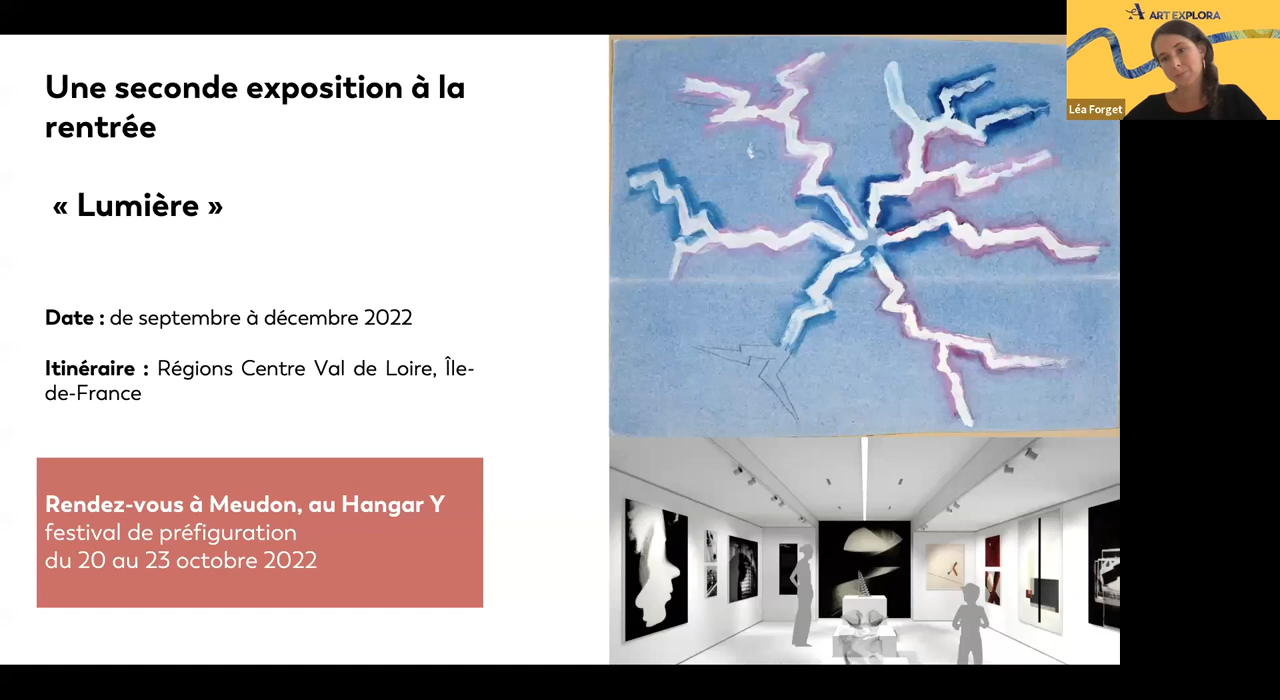 Une seconde exposition à la
rentrée
« Lumière »
Date : de septembre à décembre 2022
Itinéraire : Régions Centre Val de Loire, Île-
de-France
Rendez-vous à Meudon, au Hangar Y
festival de préfiguration
du 20 au 23 octobre 2022
ART EXPLORA
Léa Forget